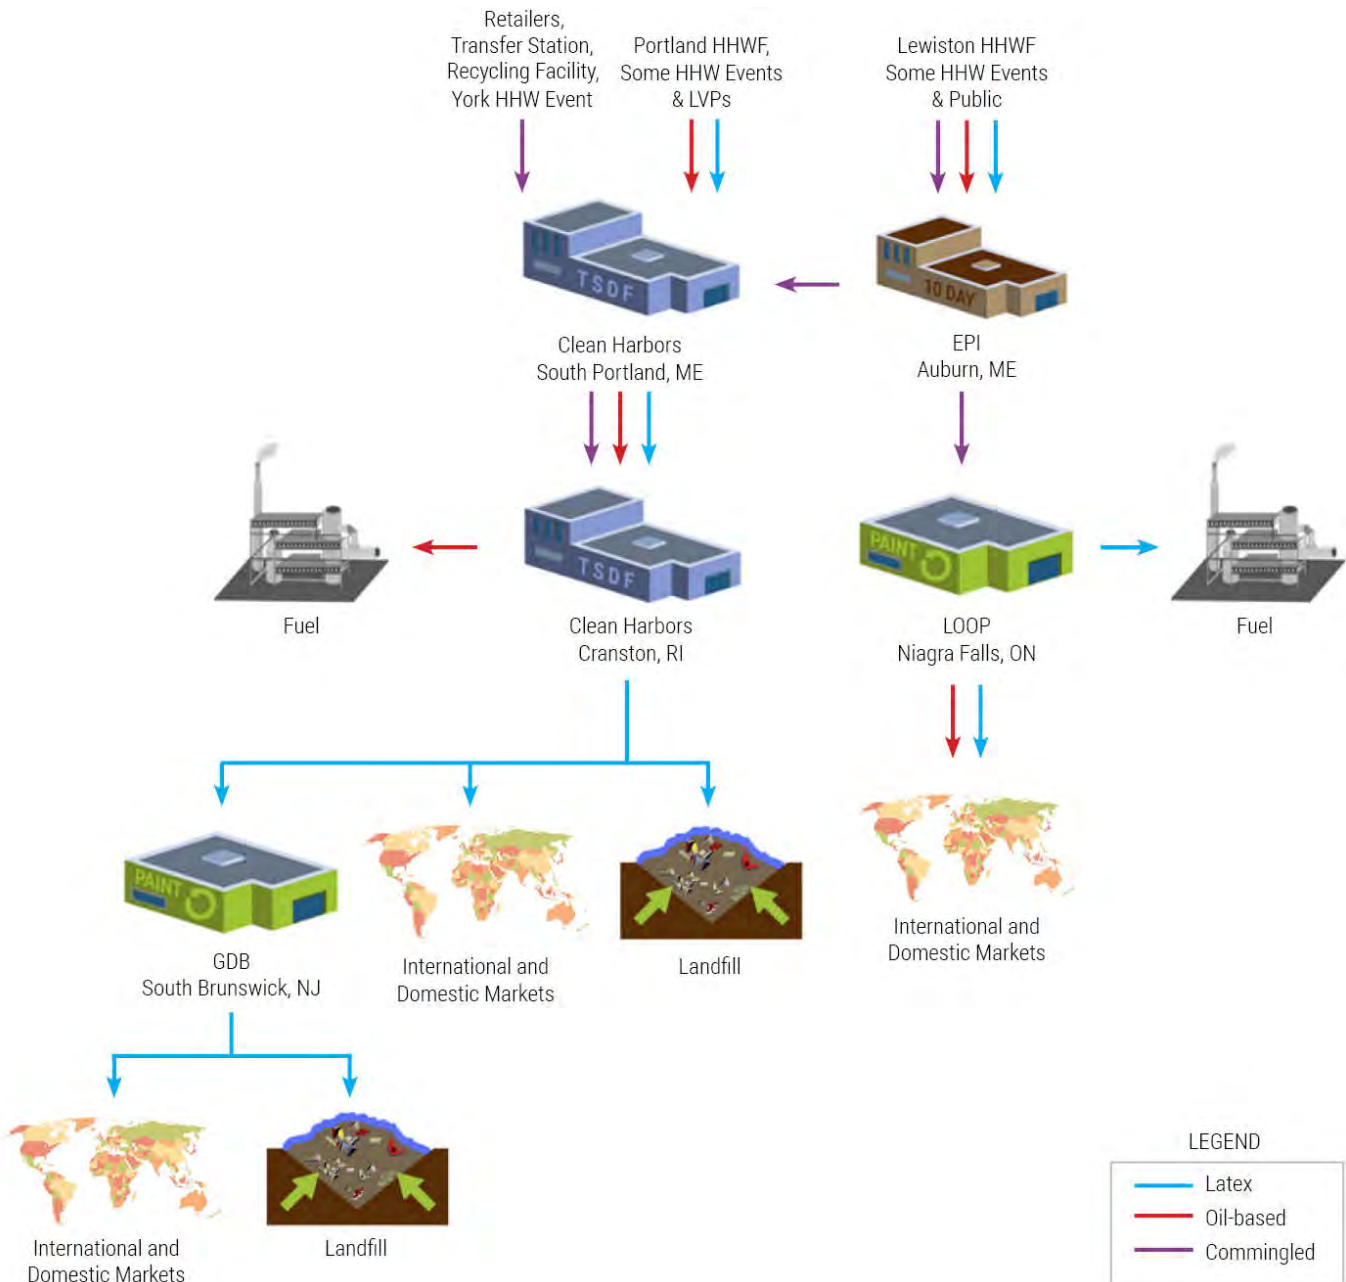 Retailers,
Transfer Station,
Recycling Facility,
York HHW Event
Portland HHWF,
Some HHW Events
& LVPs
Lewiston HHWF
Some HHW Events
& Public
TSDF
10 DAY
Clean Harbors
South Portland, ME
EPI
Auburn, ME
TSDF
PAINT
Fuel
Clean Harbors
Cranston, RI
LOOP
Niagra Falls, ON
Fuel
PAINT
GDB
South Brunswick, NJ
International and
Domestic Markets
Landfill
International and
Domestic Markets
International and
Domestic Markets
Landfill
LEGEND
Latex
Oil-based
Commingled